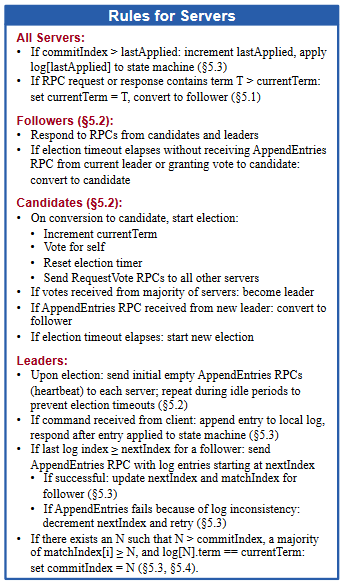 Rules for Servers
All Servers:
• If commitIndex > lastApplied: increment lastApplied, apply
log[lastApplied] to state machine (§5.3)
• If RPC request or response contains term T > currentTerm:
set currentTerm = T, convert to follower (§5.1)
Followers (§5.2):
• Respond to RPCs from candidates and leaders
• If election timeout elapses without receiving AppendEntries
RPC from current leader or granting vote to candidate:
convert to candidate
Candidates (§5.2):
• On conversion to candidate, start election:
• Increment currentTerm
• Vote for self
• Reset election timer
• Send RequestVote RPCs to all other servers
• If votes received from majority of servers: become leader
• If AppendEntries RPC received from new leader: convert to
follower
• If election timeout elapses: start new election
Leaders:
• Upon election: send initial empty AppendEntries RPCs
(heartbeat) to each server; repeat during idle periods to
prevent election timeouts (§5.2)
• If command received from client: append entry to local log,
respond after entry applied to state machine (§5.3)
• If last log index ≥ nextIndex for a follower: send
AppendEntries RPC with log entries starting at nextIndex
• If successful: update nextIndex and matchIndex for
follower (§5.3)
• If AppendEntries fails because of log inconsistency:
decrement nextIndex and retry (§5.3)
• If there exists an N such that N > commitIndex, a majority
of matchIndex[i] ≥ N, and log[N].term == currentTerm:
set commitIndex = N (§5.3, §5.4).